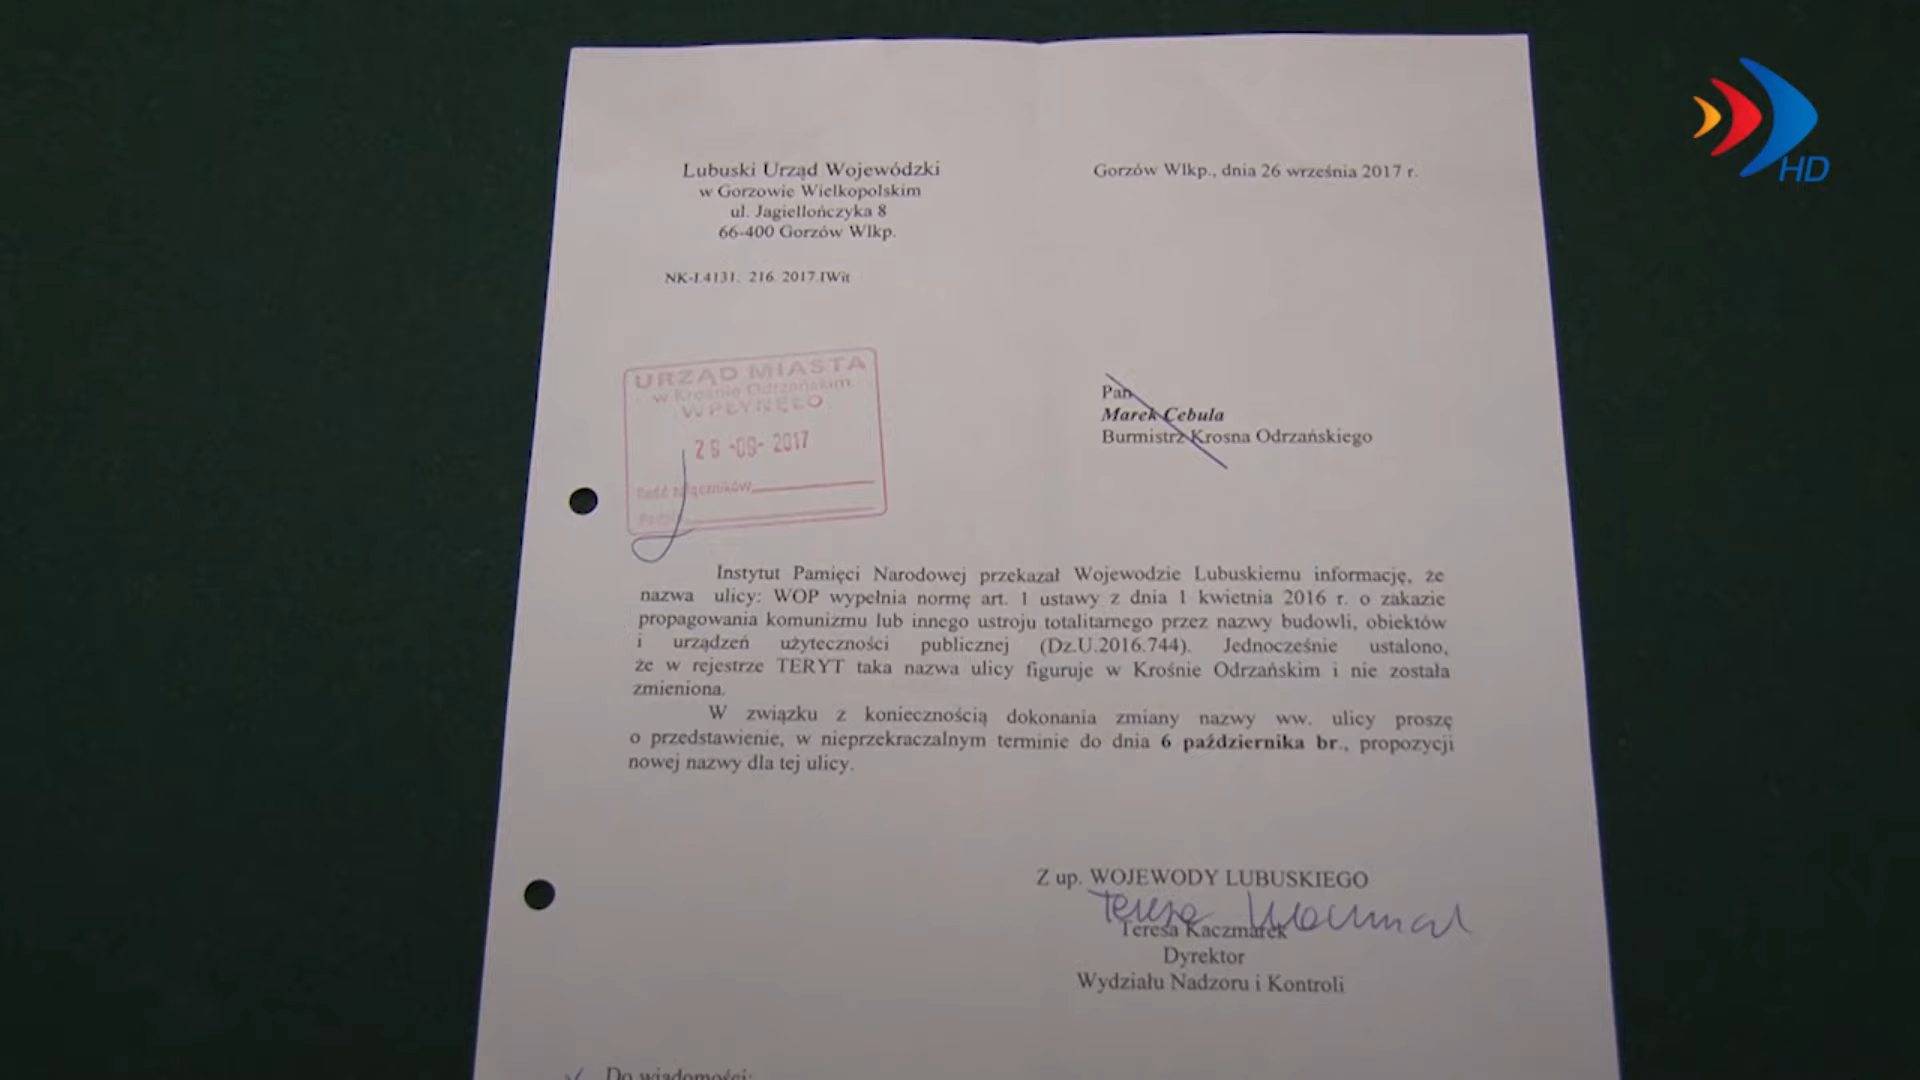 HD
Lubuski Urząd Wojewódzki
w Gorzowie Wielkopolskim
ul. Jagiellończyka 8
66-400 Gorzów Wlkp.
Gorzów Wlkp., dnia 26 września 2017 r.
NK-I.4131. 216. 2017.IWit
URZĄD MIASTA
w Krośnie Odrzańskim
WPŁYNĘŁO
-09- 2017
Ilość załączników
Pan
Marek Cebula
Burmistrz Krosna Odrzańskiego
Instytut Pamięci Narodowej przekazał Wojewodzie Lubuskiemu informację, że
nazwa ulicy: WOP wypełnia normę art. 1 ustawy z dnia 1 kwietnia 2016 r. o zakazie
propagowania komunizmu lub innego ustroju totalitarnego przez nazwy budowli, obiektów
i urządzeń użyteczności publicznej (Dz.U.2016.744). Jednocześnie ustalono,
że w rejestrze TERYT taka nazwa ulicy figuruje w Krośnie Odrzańskim i nie została
zmieniona.
W związku z koniecznością dokonania zmiany nazwy ww. ulicy proszę
o przedstawienie, w nieprzekraczalnym terminie do dnia 6 października br., propozycji
nowej nazwy dla tej ulicy.
Z up. WOJEWODY LUBUSKIEGO
Teresa Kaczmarek
Teresa Kaczmarek
Dyrektor
Wydziału Nadzoru i Kontroli
Do wiadomości: